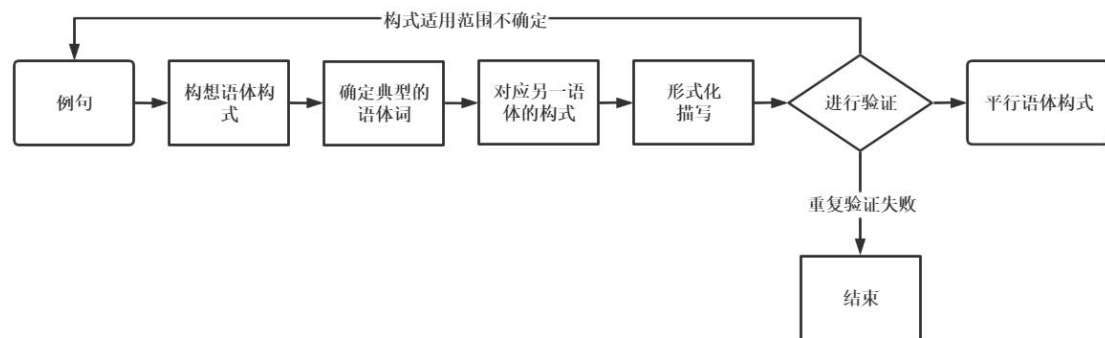 构式适用范围不确定
例句
构想语体构
式
确定典型的
语体词
对应另一语
体的构式
形式化
描写
进行验证
平行语体构式
重复验证失败
结束